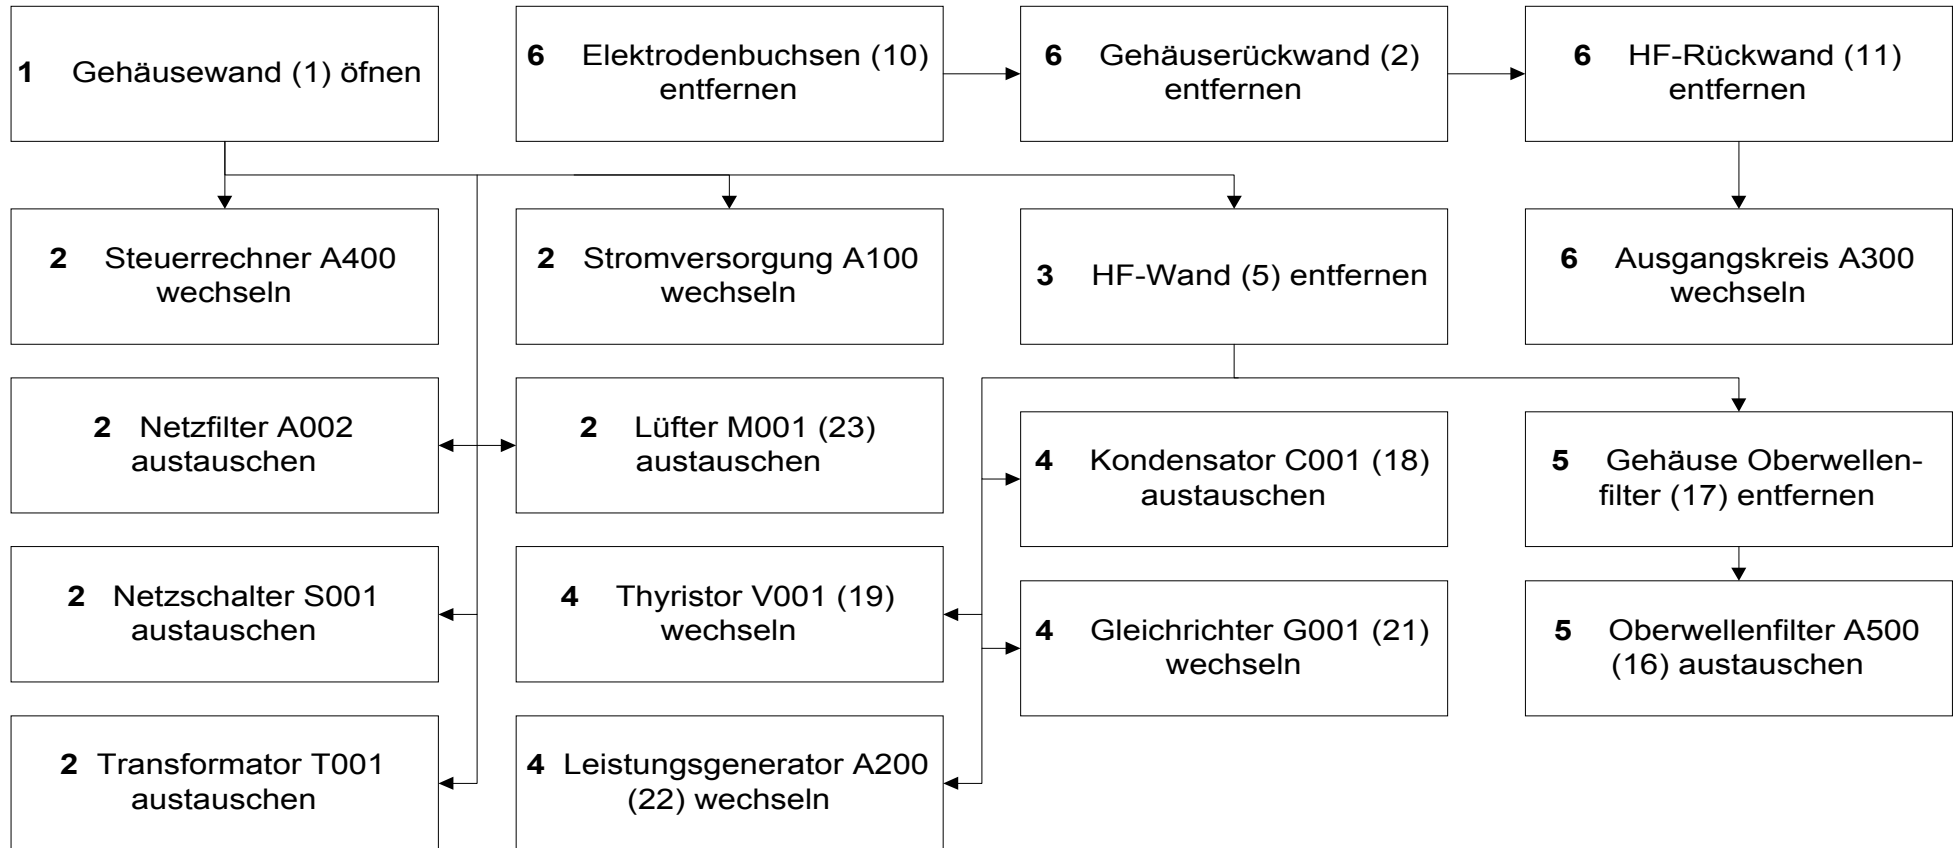 1 Gehäusewand (1) öfnen
6 Elektrodenbuchsen (10)
entfernen
6 Gehäuserückwand (2)
entfernen
6 HF-Rückwand (11)
entfernen
2 Steuerrechner A400
wechseln
2 Stromversorgung A100
wechseln
3 HF-Wand (5) entfernen
6 Ausgangskreis A300
wechseln
2 Netzfilter A002
austauschen
2 Lüfter M001 (23)
austauschen
4 Kondensator C001 (18)
austauschen
5 Gehäuse Oberwellen-
filter (17) entfernen
2 Netzschalter S001
austauschen
4 Thyristor V001 (19)
wechseln
4 Gleichrichter G001 (21)
wechseln
5 Oberwellenfilter A500
(16) austauschen
2 Transformator T001
austauschen
4 Leistungsgenerator A200
(22) wechseln